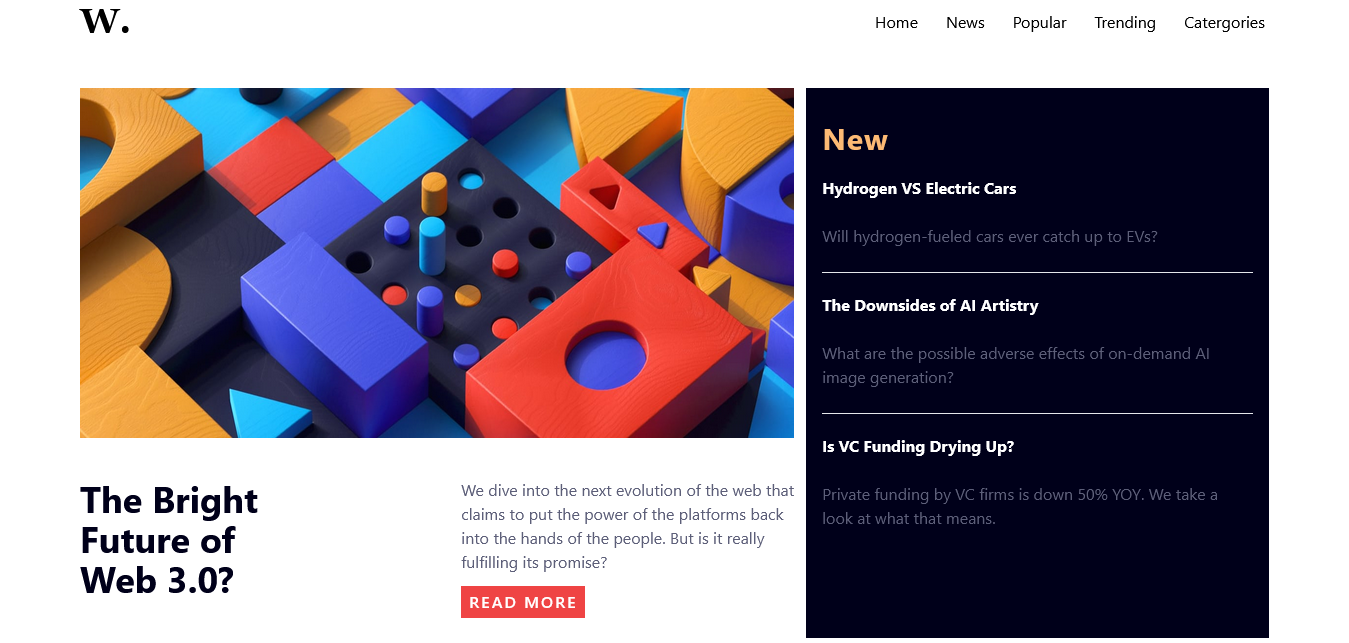 W.
Home News Popular Trending Catergories
New
Hydrogen VS Electric Cars
Will hydrogen-fueled cars ever catch up to EVs?
The Downsides of AI Artistry
What are the possible adverse effects of on-demand AI
image generation?
Is VC Funding Drying Up?
Private funding by VC firms is down 50% YOY. We take a
look at what that means.
The Bright
Future of
Web 3.0?
We dive into the next evolution of the web that
claims to put the power of the platforms back
into the hands of the people. But is it really
fulfilling its promise?
READ MORE